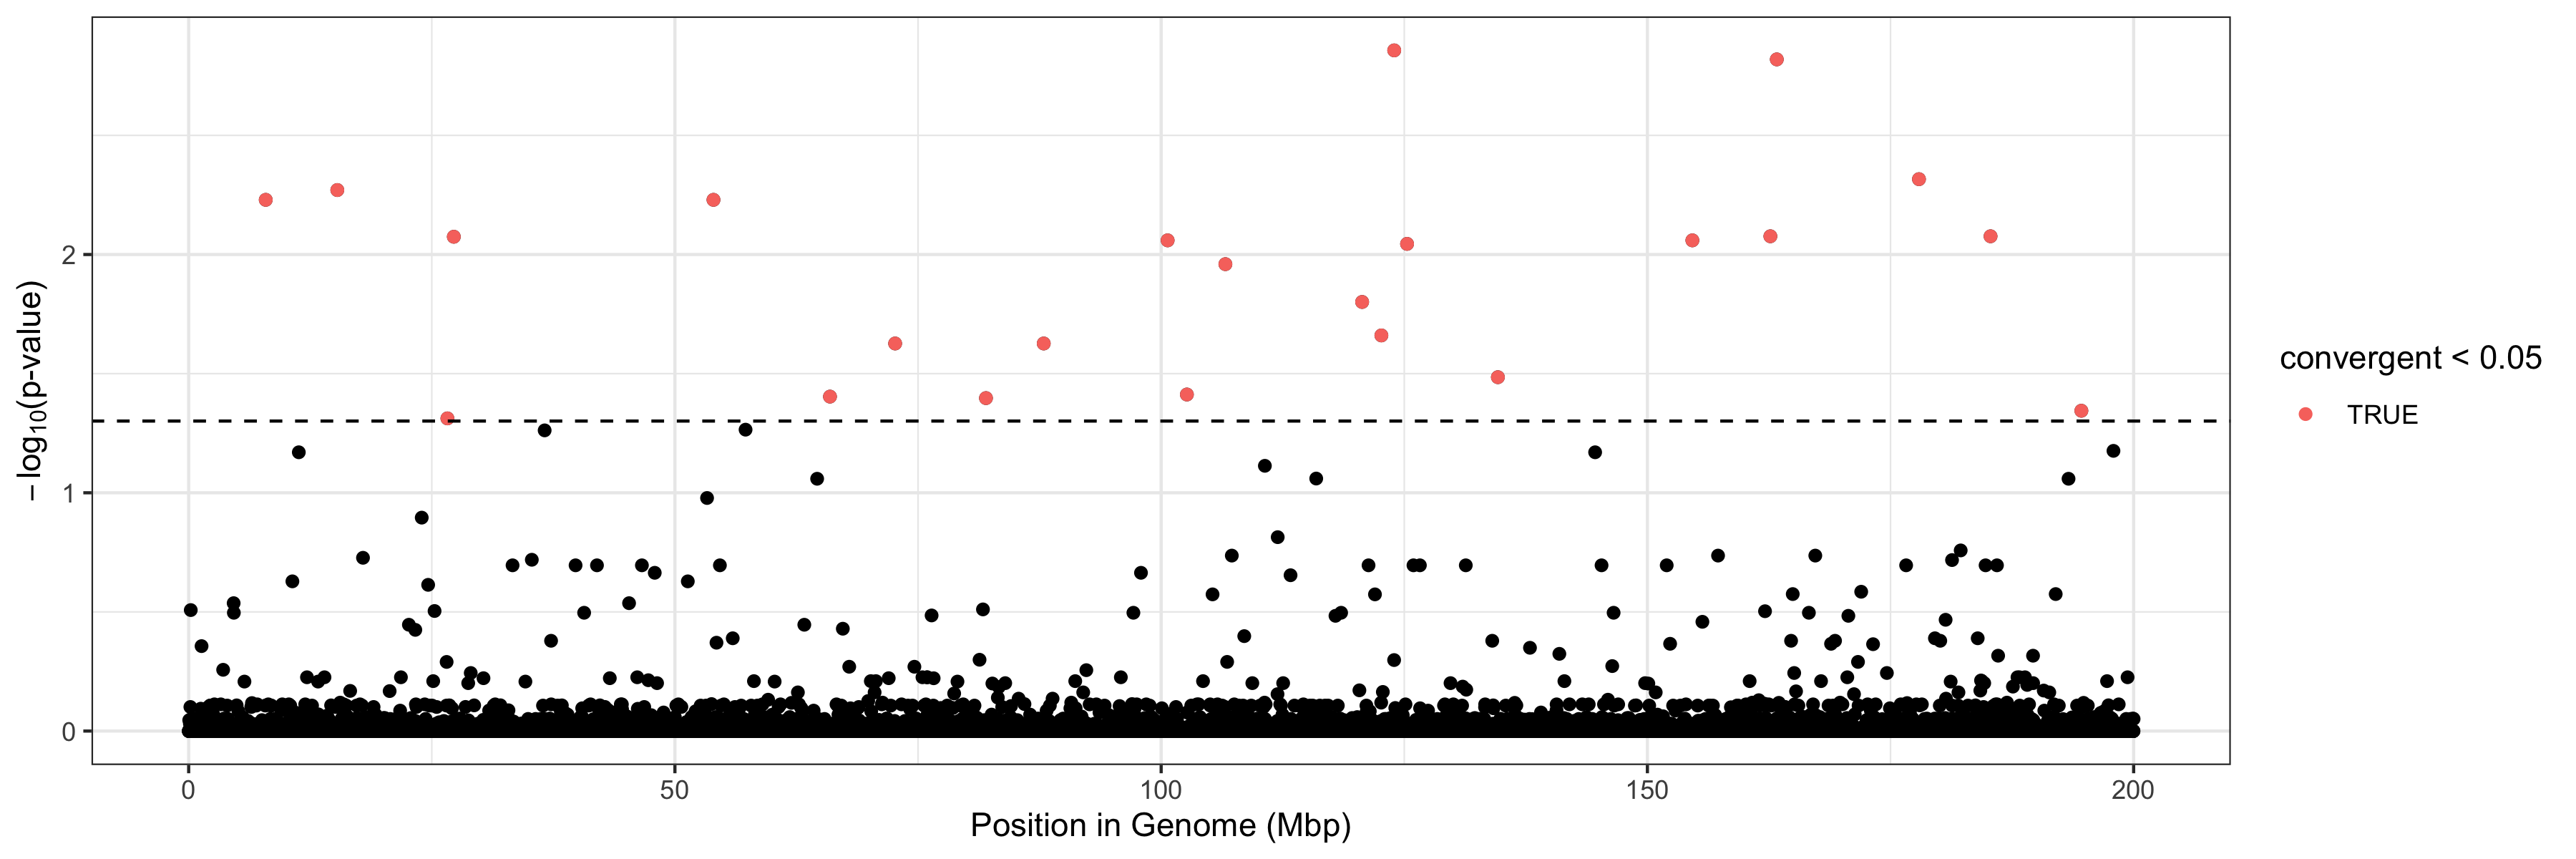 − log10(p-value)
2
1
0
0 50 100 150 200
Position in Genome (Mbp)
convergent < 0.05
TRUE